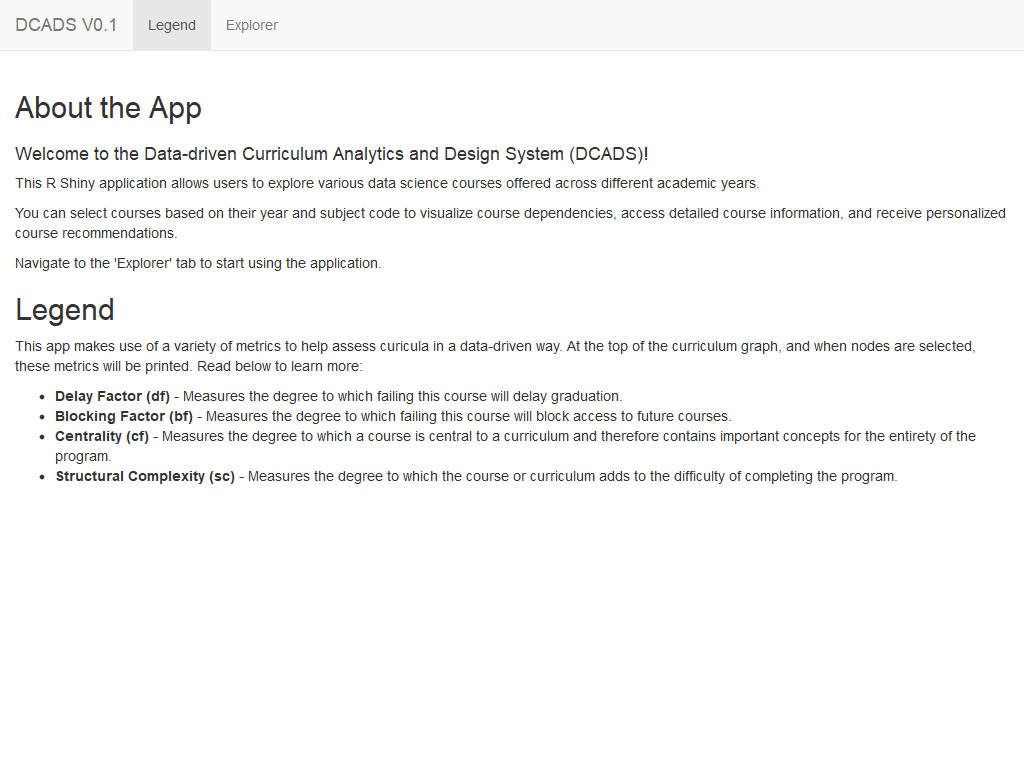 DCADS V0.1 Legend Explorer
About the App
Welcome to the Data-driven Curriculum Analytics and Design System (DCADS)!
This R Shiny application allows users to explore various data science courses offered across different academic years.
You can select courses based on their year and subject code to visualize course dependencies, access detailed course information, and receive personalized
course recommendations.
Navigate to the 'Explorer' tab to start using the application.
Legend
This app makes use of a variety of metrics to help assess curicula in a data-driven way. At the top of the curriculum graph, and when nodes are selected,
these metrics will be printed. Read below to learn more:
• Delay Factor (df) - Measures the degree to which failing this course will delay graduation.
• Blocking Factor (bf) - Measures the degree to which failing this course will block access to future courses.
• Centrality (cf) - Measures the degree to which a course is central to a curriculum and therefore contains important concepts for the entirety of the
program.
• Structural Complexity (sc) - Measures the degree to which the course or curriculum adds to the difficulty of completing the program.